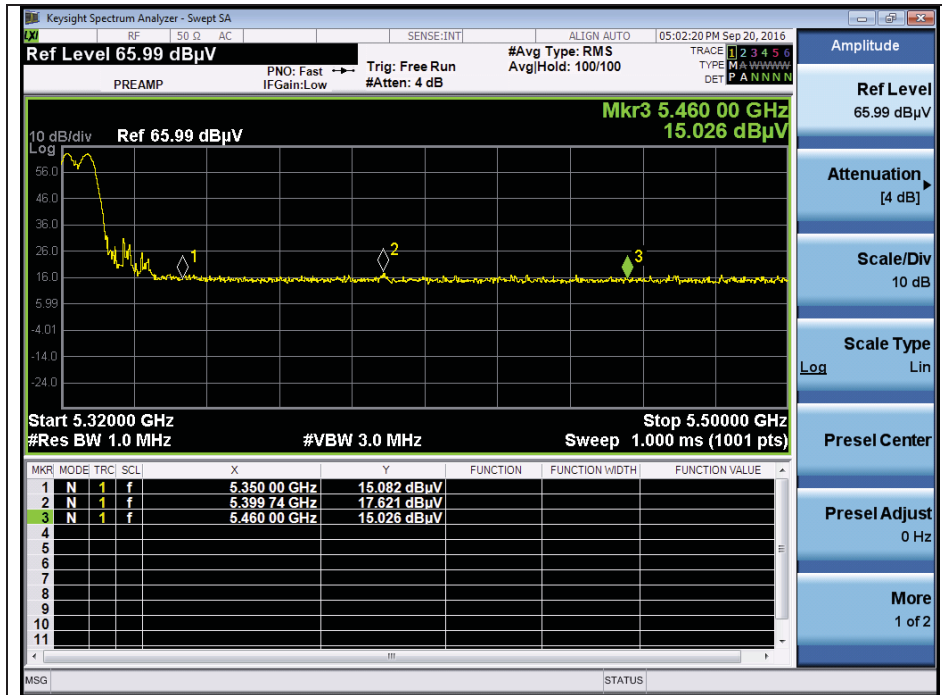 Keysight Spectrum Analyzer - Swept SA
LXI RF 50 Ω AC SENSE:INT ALIGN AUTO 05:02:20 PM Sep 20, 2016
Ref Level 65.99 dBµV
PREAMP
PNO: Fast
IFGain:Low
Trig: Free Run
#Atten: 4 dB
#Avg Type: RMS
Avg|Hold: 100/100
TRACE 1 2 3 4 5 6
TYPE M A W W W W
DET P A N N N N
Mkr3 5.460 00 GHz
15.026 dBµV
10 dB/div Ref 65.99 dBµV
Log
56.0
46.0
36.0
26.0
16.0
5.99
-4.01
-14.0
-24.0
1
2
3
Start 5.32000 GHz Stop 5.50000 GHz
#Res BW 1.0 MHz #VBW 3.0 MHz Sweep 1.000 ms (1001 pts)
MKR MODE TRC SCL X Y FUNCTION FUNCTION WIDTH FUNCTION VALUE
1 N 1 f 5.350 00 GHz 15.082 dBµV
2 N 1 f 5.399 74 GHz 17.621 dBµV
3 N 1 f 5.460 00 GHz 15.026 dBµV
4
5
6
7
8
9
10
11
MSG STATUS
Amplitude
Ref Level
65.99 dBµV
Attenuation
[4 dB]
Scale/Div
10 dB
Scale Type
Log Lin
Presel Center
Presel Adjust
0 Hz
More
1 of 2